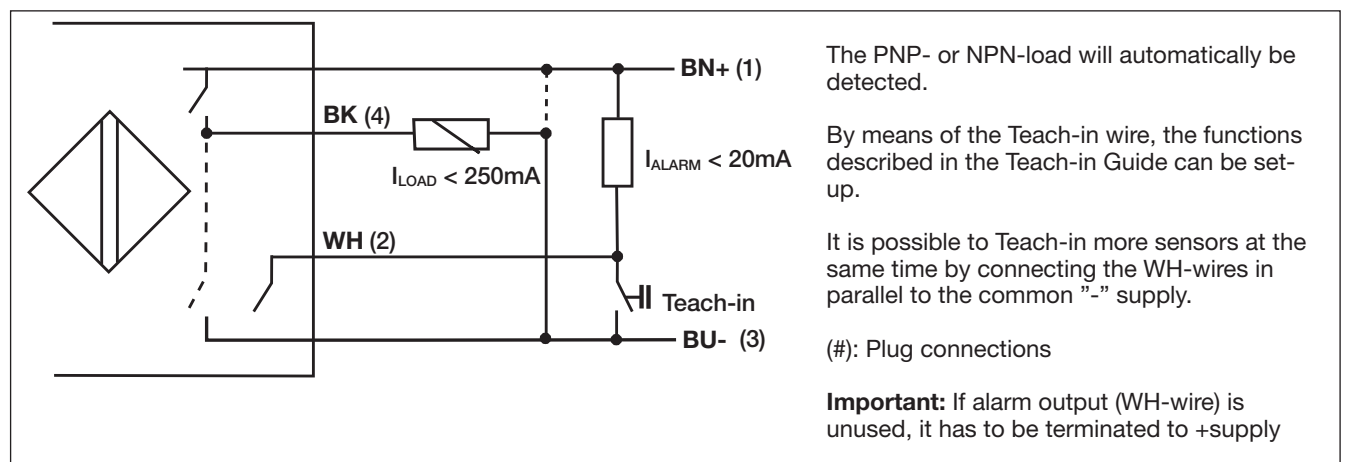 BN+ (1)
BK (4)
I_LOAD < 250mA
I_ALARM < 20mA
WH (2)
Teach-in
BU- (3)
The PNP- or NPN-load will automatically be
detected.
By means of the Teach-in wire, the functions
described in the Teach-in Guide can be set-
up.
It is possible to Teach-in more sensors at the
same time by connecting the WH-wires in
parallel to the common ”-” supply.
(#): Plug connections
Important: If alarm output (WH-wire) is
unused, it has to be terminated to +supply